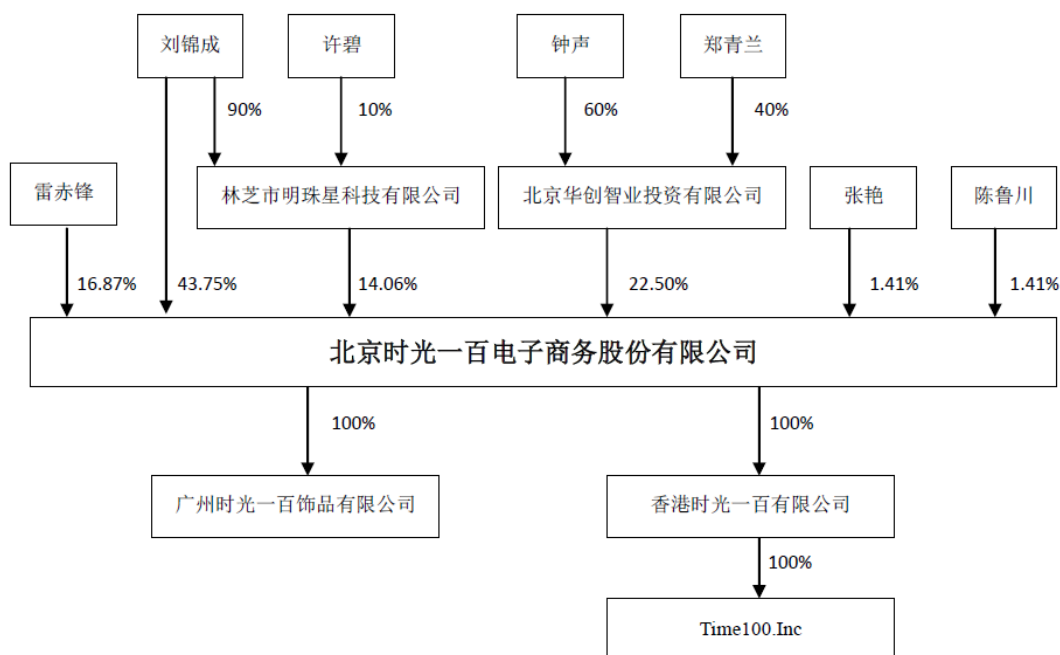 刘锦成
许碧
钟声
郑青兰
90%
10%
60%
40%
雷赤锋
林芝市明珠星科技有限公司
北京华创智业投资有限公司
张艳
陈鲁川
16.87%
43.75%
14.06%
22.50%
1.41%
1.41%
北京时光一百电子商务股份有限公司
100%
100%
广州时光一百饰品有限公司
香港时光一百有限公司
100%
Time100.Inc